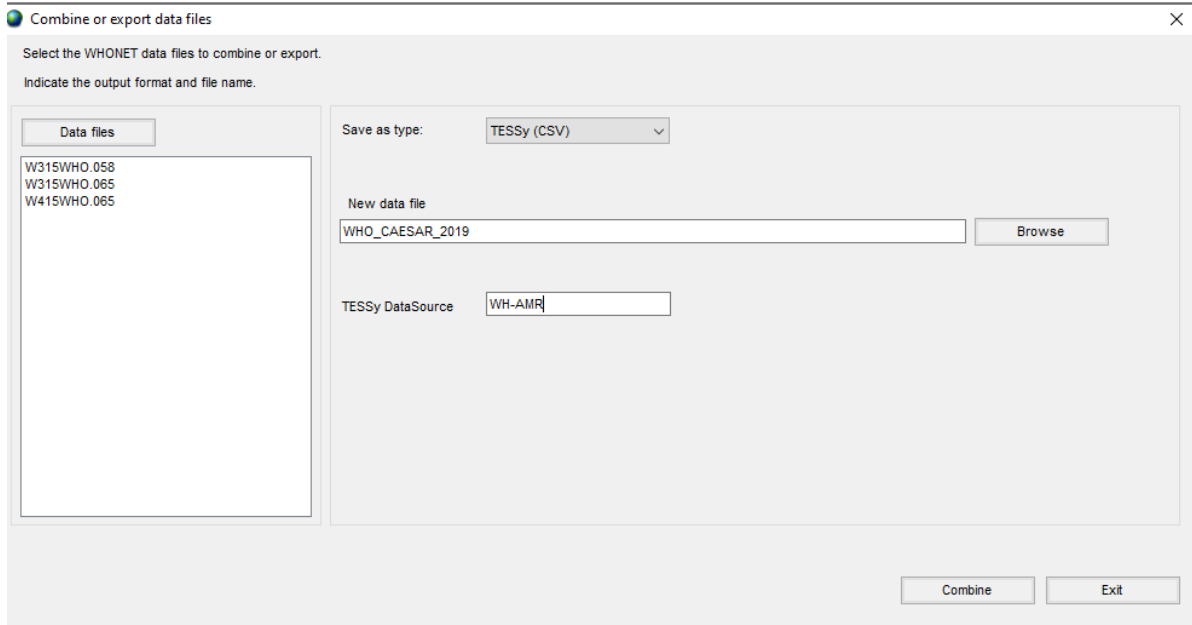 Combine or export data files
Select the WHONET data files to combine or export.
Indicate the output format and file name.
Data files
W315WHO.058
W315WHO.065
W415WHO.065
Save as type:
TESSy (CSV)
New data file
WHO_CAESAR_2019
Browse
TESSy DataSource
WH-AMR
Combine
Exit